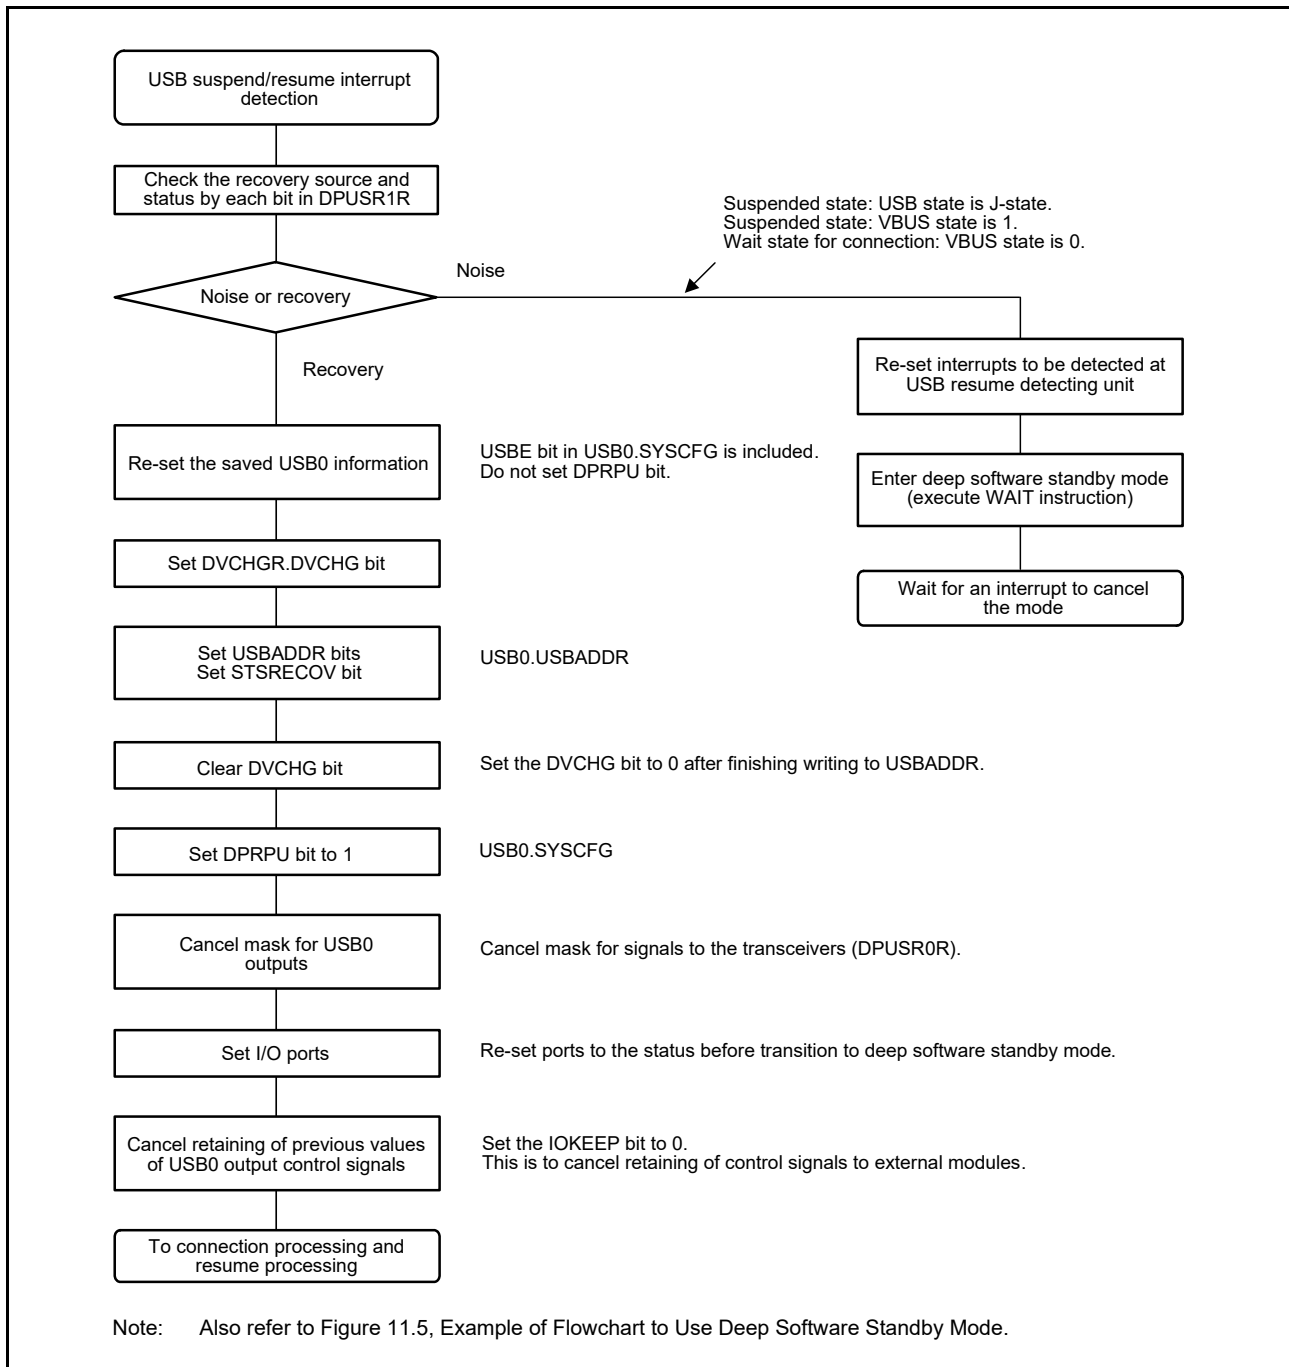 USB suspend/resume interrupt
detection
Check the recovery source and
status by each bit in DPUSR1R
Suspended state: USB state is J-state.
Suspended state: VBUS state is 1.
Wait state for connection: VBUS state is 0.
Noise
Noise or recovery
Recovery
Re-set interrupts to be detected at
USB resume detecting unit
Re-set the saved USB0 information
USBE bit in USB0.SYSCFG is included.
Do not set DPRPU bit.
Enter deep software standby mode
(execute WAIT instruction)
Set DVCHGR.DVCHG bit
Wait for an interrupt to cancel
the mode
Set USBADDR bits
Set STSRECOV bit
USB0.USBADDR
Clear DVCHG bit
Set the DVCHG bit to 0 after finishing writing to USBADDR.
Set DPRPU bit to 1
USB0.SYSCFG
Cancel mask for USB0
outputs
Cancel mask for signals to the transceivers (DPUSR0R).
Set I/O ports
Re-set ports to the status before transition to deep software standby mode.
Cancel retaining of previous values
of USB0 output control signals
Set the IOKEEP bit to 0.
This is to cancel retaining of control signals to external modules.
To connection processing and
resume processing
Note: Also refer to Figure 11.5, Example of Flowchart to Use Deep Software Standby Mode.